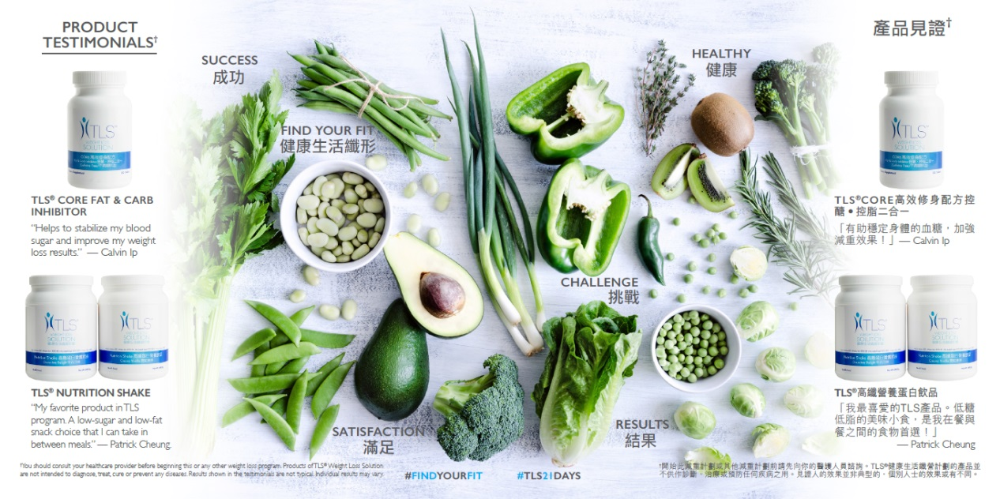 PRODUCT
TESTIMONIALS†
TLS
SOLUTION
TLS® CORE FAT & CARB
INHIBITOR
“Helps to stabilize my blood
sugar and improve my weight
loss results.” — Calvin Ip
TLS
SOLUTION
TLS
SOLUTION
TLS® NUTRITION SHAKE
“My favorite product in TLS
program. A low-sugar and low-fat
snack choice that I can take in
between meals.” — Patrick Cheung.
†You should consult your healthcare provider before beginning this or any other weight loss program. Products of TLS® Weight Loss Solution
are not intended to diagnose, treat, cure or prevent any diseases. Results shown in the testimonials are not typical. Individual results may vary.
SUCCESS
成功
FIND YOUR FIT
健康生活纖形
HEALTHY
健康
CHALLENGE
挑戰
SATISFACTION
滿足
RESULTS
結果
#FINDYOURFIT
#TLS21DAYS
產品見證†
TLS
SOLUTION
TLS®CORE高效修身配方控
醣•控脂二合一
「有助穩定身體的血糖，加強
減重效果！」— Calvin Ip
TLS
SOLUTION
TLS
SOLUTION
TLS®高纖營養蛋白飲品
「我最喜愛的TLS產品。低糖
低脂的美味小食，是我在餐與
餐之間的食物首選！」
— Patrick Cheung
†開始此減重計劃或其他減重計劃前請先向你的醫護人員諮詢。TLS®健康生活纖營計劃的產品並
不供作診斷、治療或預防任何疾病之用。見證人的效果並非典型的，個別人士的效果或有不同。